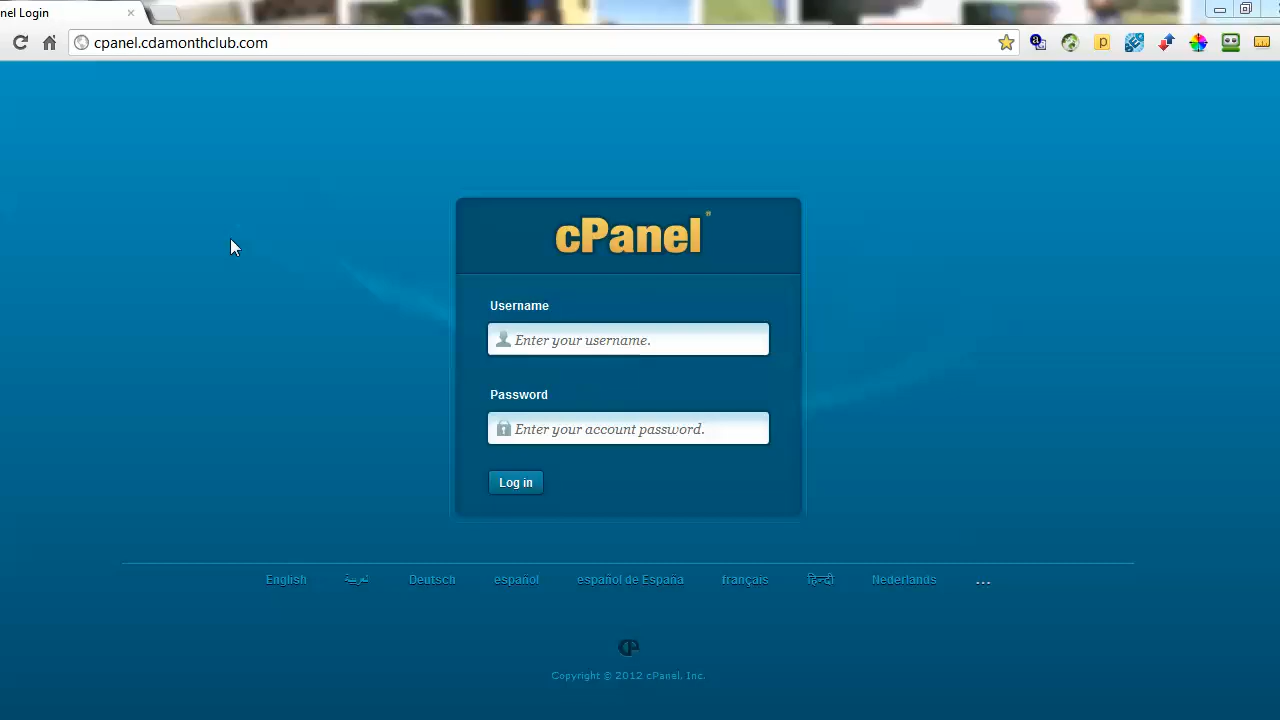 nel Login
cpanel.cdamonthclub.com
cPanel
Username
Enter your username.
Password
Enter your account password.
Log in
English العربية Deutsch español español de España français हिन्दी Nederlands ...
Copyright © 2012 cPanel, Inc.